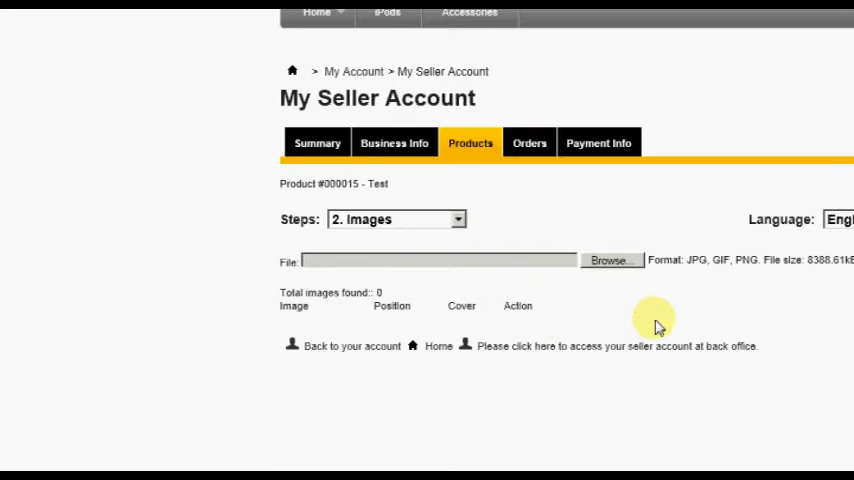 Home iPods Accessories
> My Account > My Seller Account
My Seller Account
Summary Business Info Products Orders Payment Info
Product #000015 - Test
Steps: 2. Images Language: Engl
File: Browse... Format: JPG, GIF, PNG. File size: 8388.61kB
Total images found:: 0
Image Position Cover Action
Back to your account Home Please click here to access your seller account at back office.